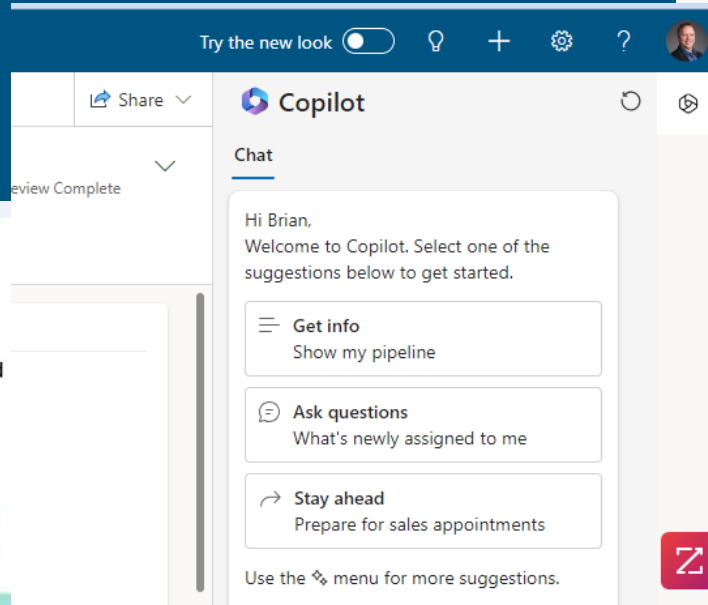 Try the new look
?
Share
Copilot
Chat
eview Complete
Hi Brian,
Welcome to Copilot. Select one of the
suggestions below to get started.
Get info
Show my pipeline
Ask questions
What's newly assigned to me
Stay ahead
Prepare for sales appointments
Use the menu for more suggestions.